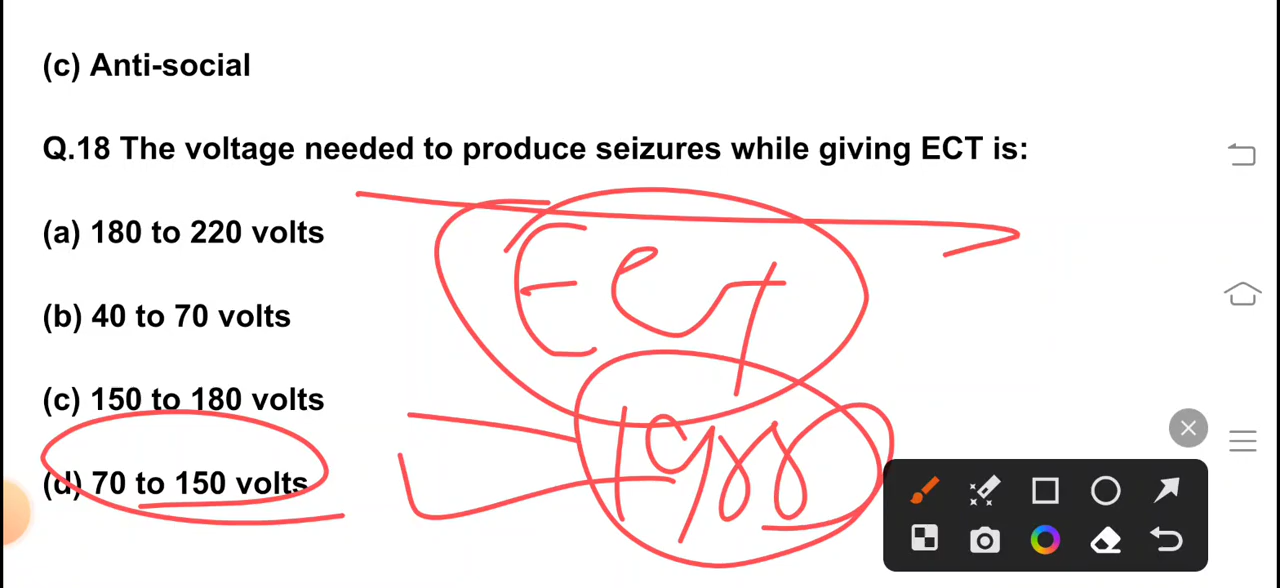 (c) Anti-social
Q.18 The voltage needed to produce seizures while giving ECT is:
(a) 180 to 220 volts
ECT
(b) 40 to 70 volts
(c) 150 to 180 volts
(d) 70 to 150 volts